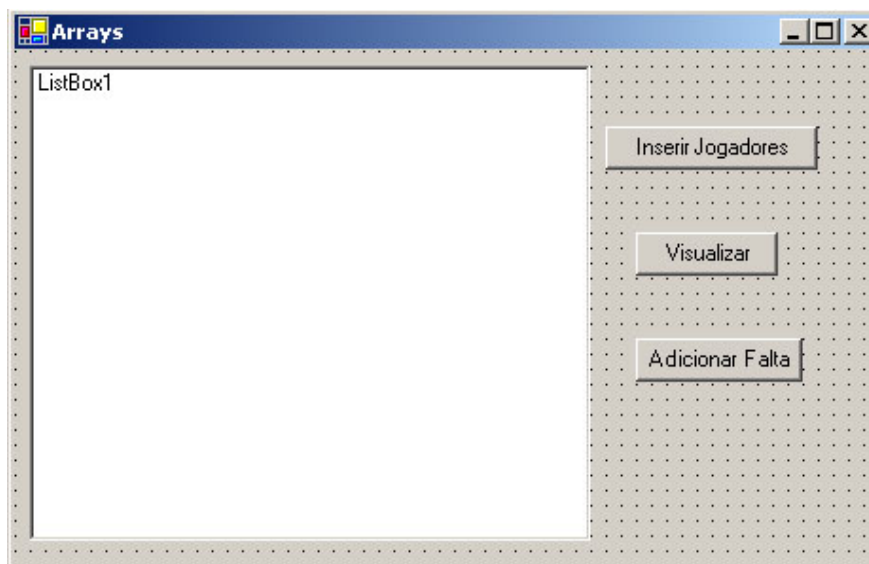 Arrays
ListBox1
Inserir Jogadores
Visualizar
Adicionar Falta